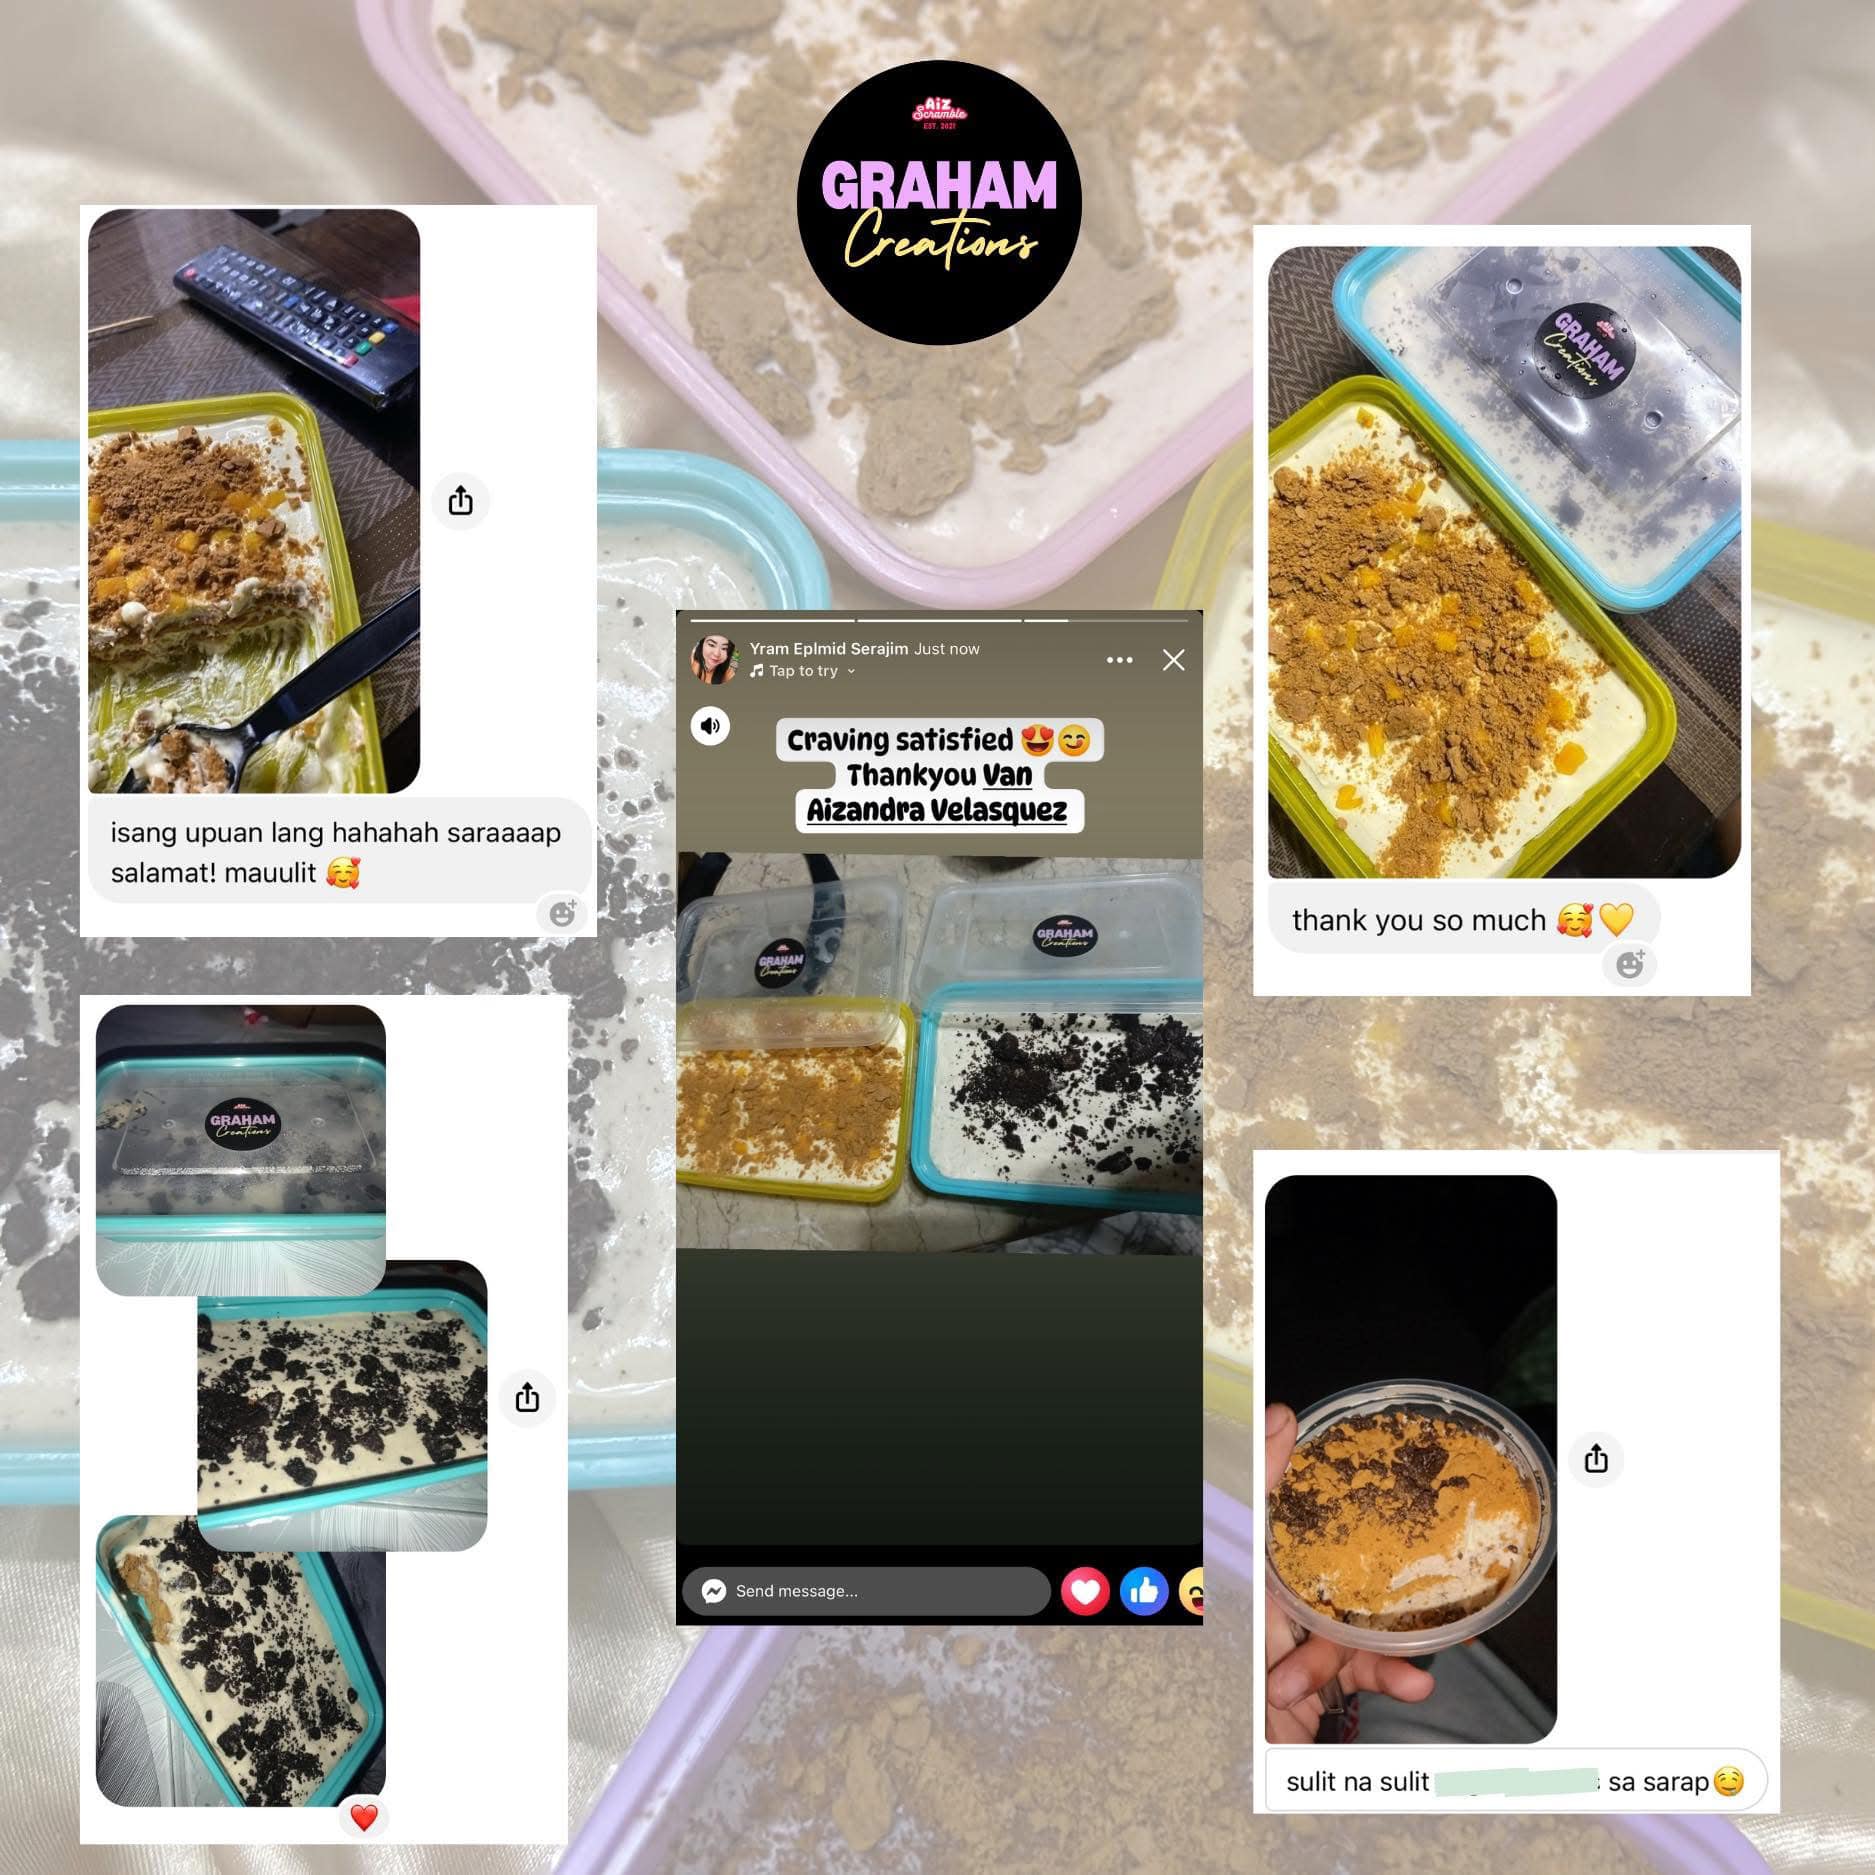 Aiz
Scramble
EST. 2021
GRAHAM
Creations
isang upuan lang hahahah saraaaap
salamat! mauulit 🥰
GRAHAM
Creations
Yram Eplmid Serajim Just now
Tap to try
Craving satisfied 😍😋
Thankyou Van
Aizandra Velasquez
GRAHAM
Creations
GRAHAM
Creations
Send message...
GRAHAM
Creations
thank you so much 🥰💛
sulit na sulit
sa sarap🤤